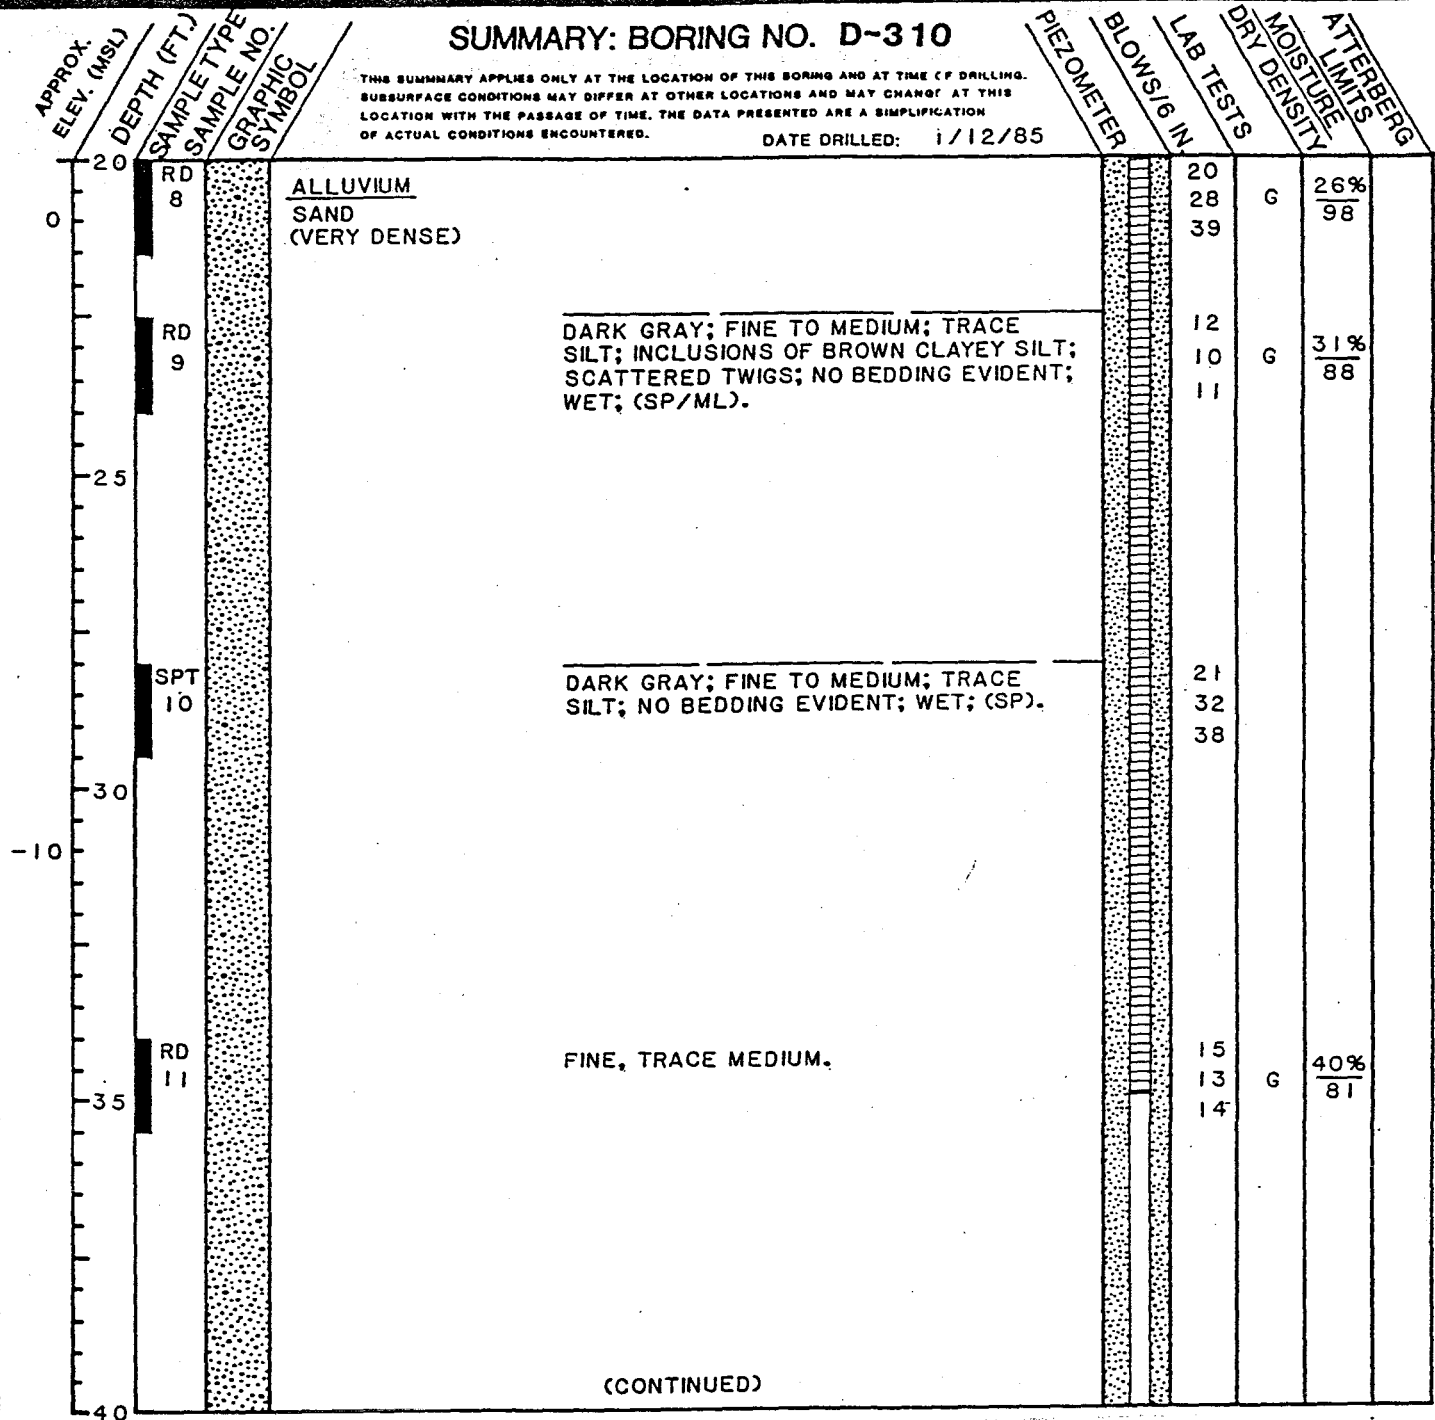 SUMMARY: BORING NO. D-310
THIS SUMMMARY APPLIES ONLY AT THE LOCATION OF THIS BORING AND AT TIME OF DRILLING.
SUBSURFACE CONDITIONS MAY DIFFER AT OTHER LOCATIONS AND MAY CHANGE AT THIS
LOCATION WITH THE PASSAGE OF TIME. THE DATA PRESENTED ARE A SIMPLIFICATION
OF ACTUAL CONDITIONS ENCOUNTERED.
DATE DRILLED: 1/12/85
APPROX.
ELEV. (MSL)
DEPTH (FT.)
SAMPLE TYPE
SAMPLE NO.
GRAPHIC
SYMBOL
PIEZOMETER
BLOWS/6 IN.
LAB TESTS
DRY DENSITY
MOISTURE
LIMITS
ATTERBERG
20
RD
8
ALLUVIUM
SAND
(VERY DENSE)
20
28
39
G
26%
98
0
RD
9
DARK GRAY; FINE TO MEDIUM; TRACE
SILT; INCLUSIONS OF BROWN CLAYEY SILT;
SCATTERED TWIGS; NO BEDDING EVIDENT;
WET; (SP/ML).
12
10
11
G
31%
88
25
SPT
10
DARK GRAY; FINE TO MEDIUM; TRACE
SILT; NO BEDDING EVIDENT; WET; (SP).
21
32
38
30
-10
RD
11
FINE, TRACE MEDIUM.
15
13
14
G
40%
81
35
(CONTINUED)
40